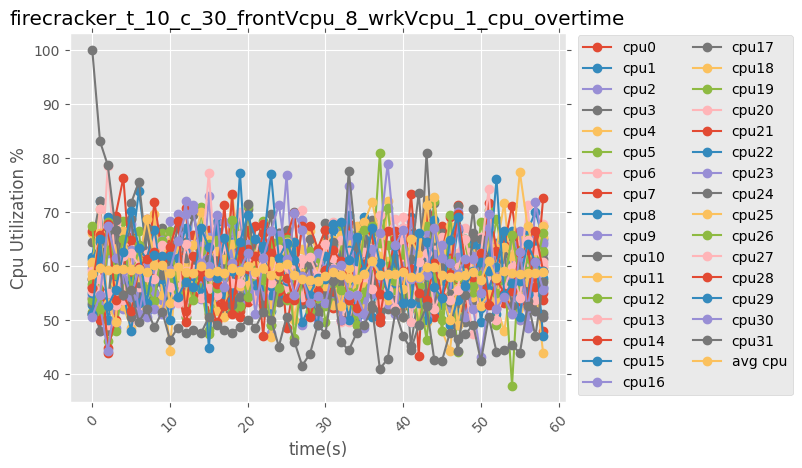 firecracker_t_10_c_30_frontVcpu_8_wrkVcpu_1_cpu_overtime
Cpu Utilization %
100
90
80
70
60
50
40
0
10
20
30
40
50
60
time(s)
cpu0
cpu1
cpu2
cpu3
cpu4
cpu5
cpu6
cpu7
cpu8
cpu9
cpu10
cpu11
cpu12
cpu13
cpu14
cpu15
cpu16
cpu17
cpu18
cpu19
cpu20
cpu21
cpu22
cpu23
cpu24
cpu25
cpu26
cpu27
cpu28
cpu29
cpu30
cpu31
avg cpu